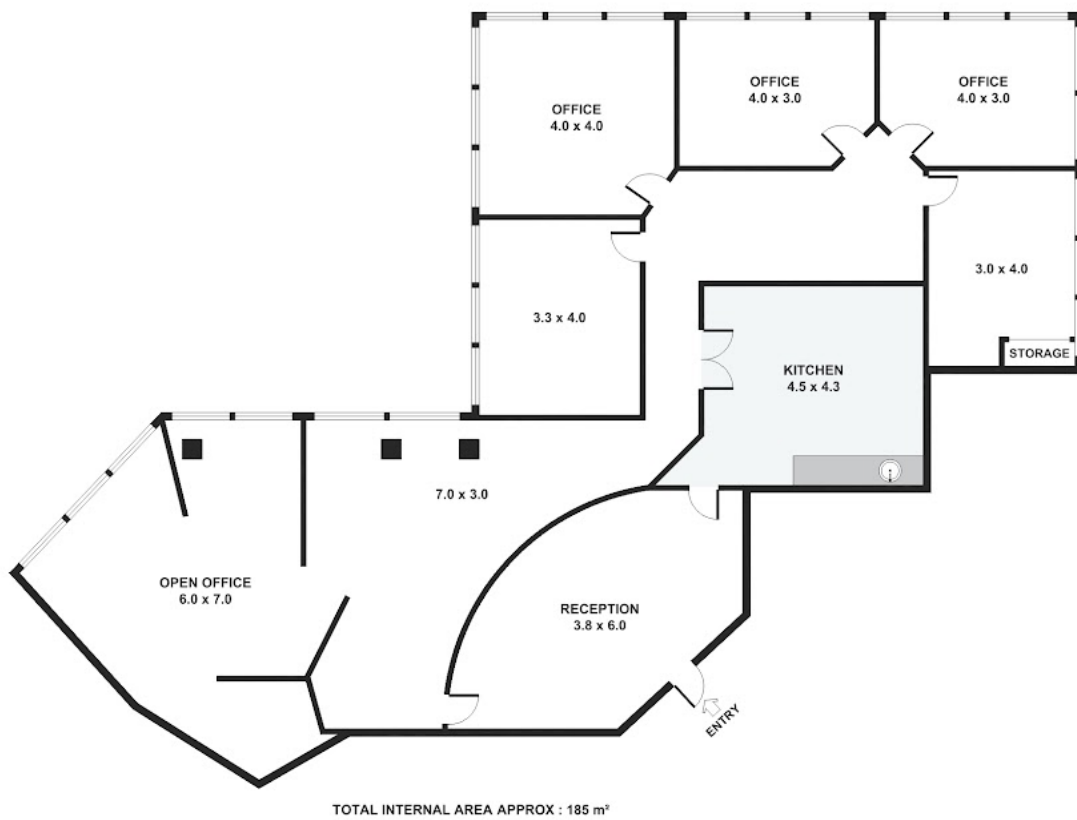 OFFICE
4.0 x 4.0
OFFICE
4.0 x 3.0
OFFICE
4.0 x 3.0
3.3 x 4.0
3.0 x 4.0
STORAGE
KITCHEN
4.5 x 4.3
7.0 x 3.0
OPEN OFFICE
6.0 x 7.0
RECEPTION
3.8 x 6.0
ENTRY
TOTAL INTERNAL AREA APPROX : 185 m²